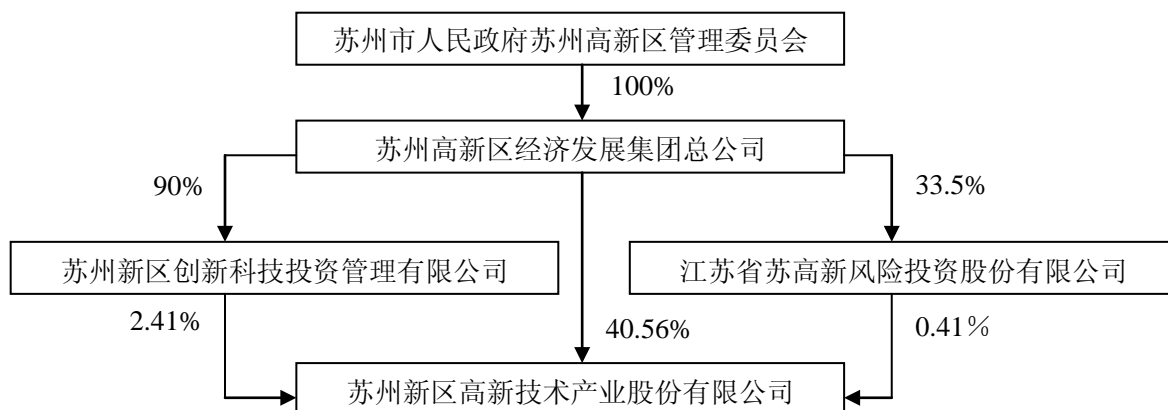 苏州市人民政府苏州高新区管理委员会
100%
苏州高新区经济发展集团总公司
90%
33.5%
苏州新区创新科技投资管理有限公司
江苏省苏高新风险投资股份有限公司
2.41%
40.56%
0.41％
苏州新区高新技术产业股份有限公司